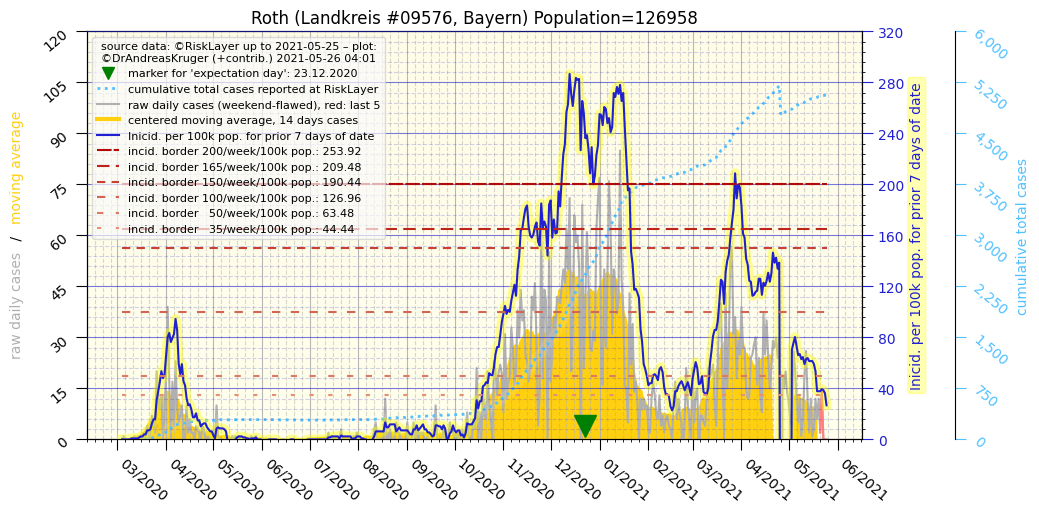 Roth (Landkreis #09576, Bayern) Population=126958
source data: ©RiskLayer up to 2021-05-25 – plot:
©DrAndreasKruger (+contrib.) 2021-05-26 04:01
marker for 'expectation day': 23.12.2020
cumulative total cases reported at RiskLayer
raw daily cases (weekend-flawed), red: last 5
centered moving average, 14 days cases
Inicid. per 100k pop. for prior 7 days of date
incid. border 200/week/100k pop.: 253.92
incid. border 165/week/100k pop.: 209.48
incid. border 150/week/100k pop.: 190.44
incid. border 100/week/100k pop.: 126.96
incid. border   50/week/100k pop.: 63.48
incid. border   35/week/100k pop.: 44.44
raw daily cases / moving average
120
105
90
75
60
45
30
15
0
03/2020
04/2020
05/2020
06/2020
07/2020
08/2020
09/2020
10/2020
11/2020
12/2020
01/2021
02/2021
03/2021
04/2021
05/2021
06/2021
320
280
240
200
160
120
80
40
0
Inicid. per 100k pop. for prior 7 days of date
6,000
5,250
4,500
3,750
3,000
2,250
1,500
750
0
cumulative total cases